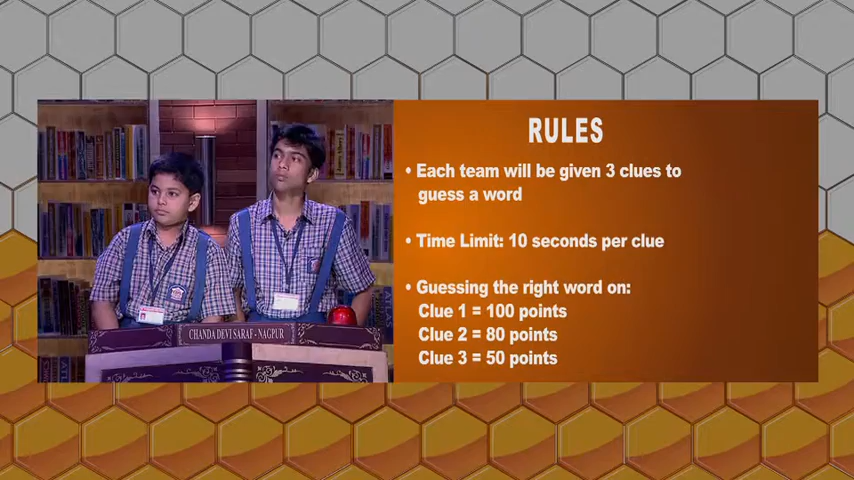 RULES
• Each team will be given 3 clues to
guess a word
• Time Limit: 10 seconds per clue
• Guessing the right word on:
Clue 1 = 100 points
Clue 2 = 80 points
Clue 3 = 50 points
CHANDA DEVI SARAF - NAGPUR